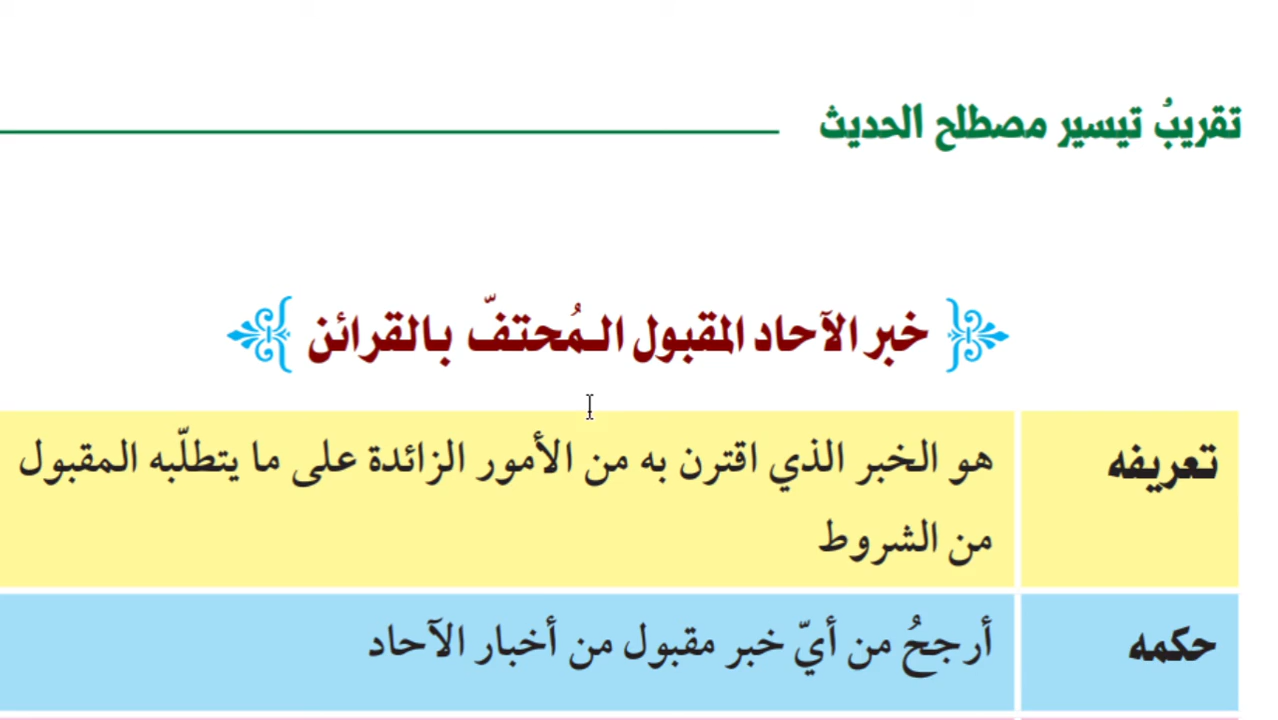 تقريبُ تيسير مصطلح الحديث
خبر الآحاد المقبول الـمُحتفّ بالقرائن
تعريفه
هو الخبر الذي اقترن به من الأمور الزائدة على ما يتطلّبه المقبول
من الشروط
حكمه
أرجحُ من أيّ خبر مقبول من أخبار الآحاد